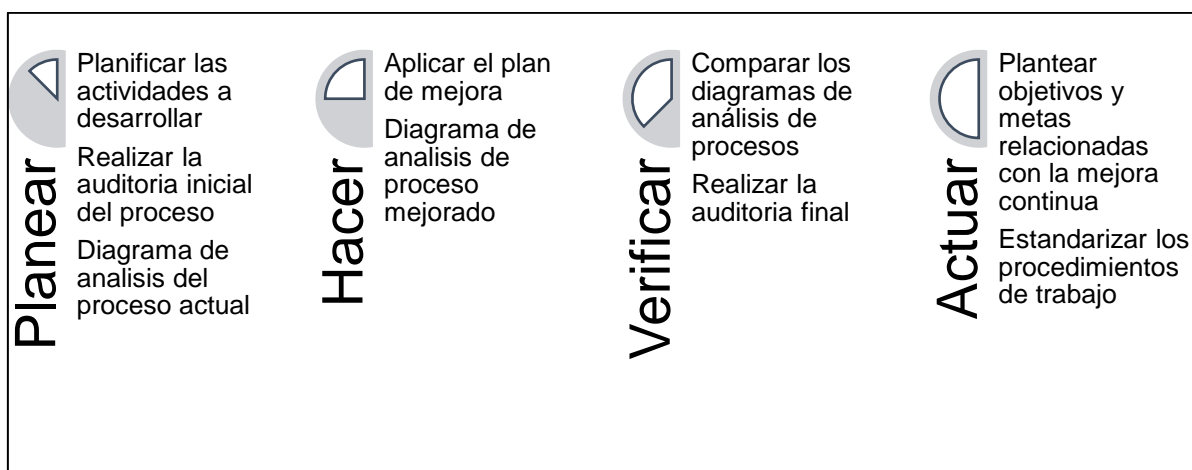 Planear
Planificar las
actividades a
desarrollar
Realizar la
auditoria inicial
del proceso
Diagrama de
analisis del
proceso actual
Hacer
Aplicar el plan
de mejora
Diagrama de
analisis de
proceso
mejorado
Verificar
Comparar los
diagramas de
análisis de
procesos
Realizar la
auditoria final
Actuar
Plantear
objetivos y
metas
relacionadas
con la mejora
continua
Estandarizar los
procedimientos
de trabajo